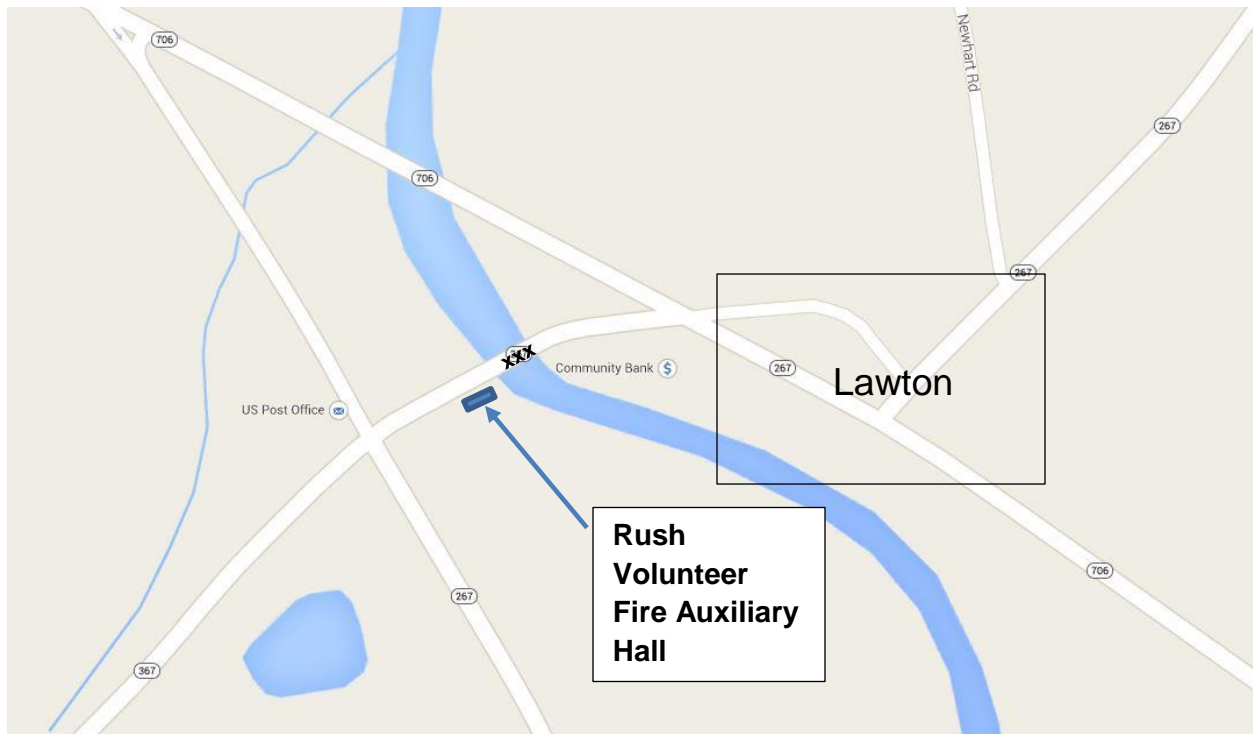 706
Newhart Rd
267
706
267
xxx
Community Bank $
267
Lawton
US Post Office
Rush
Volunteer
Fire Auxiliary
Hall
706
267
367